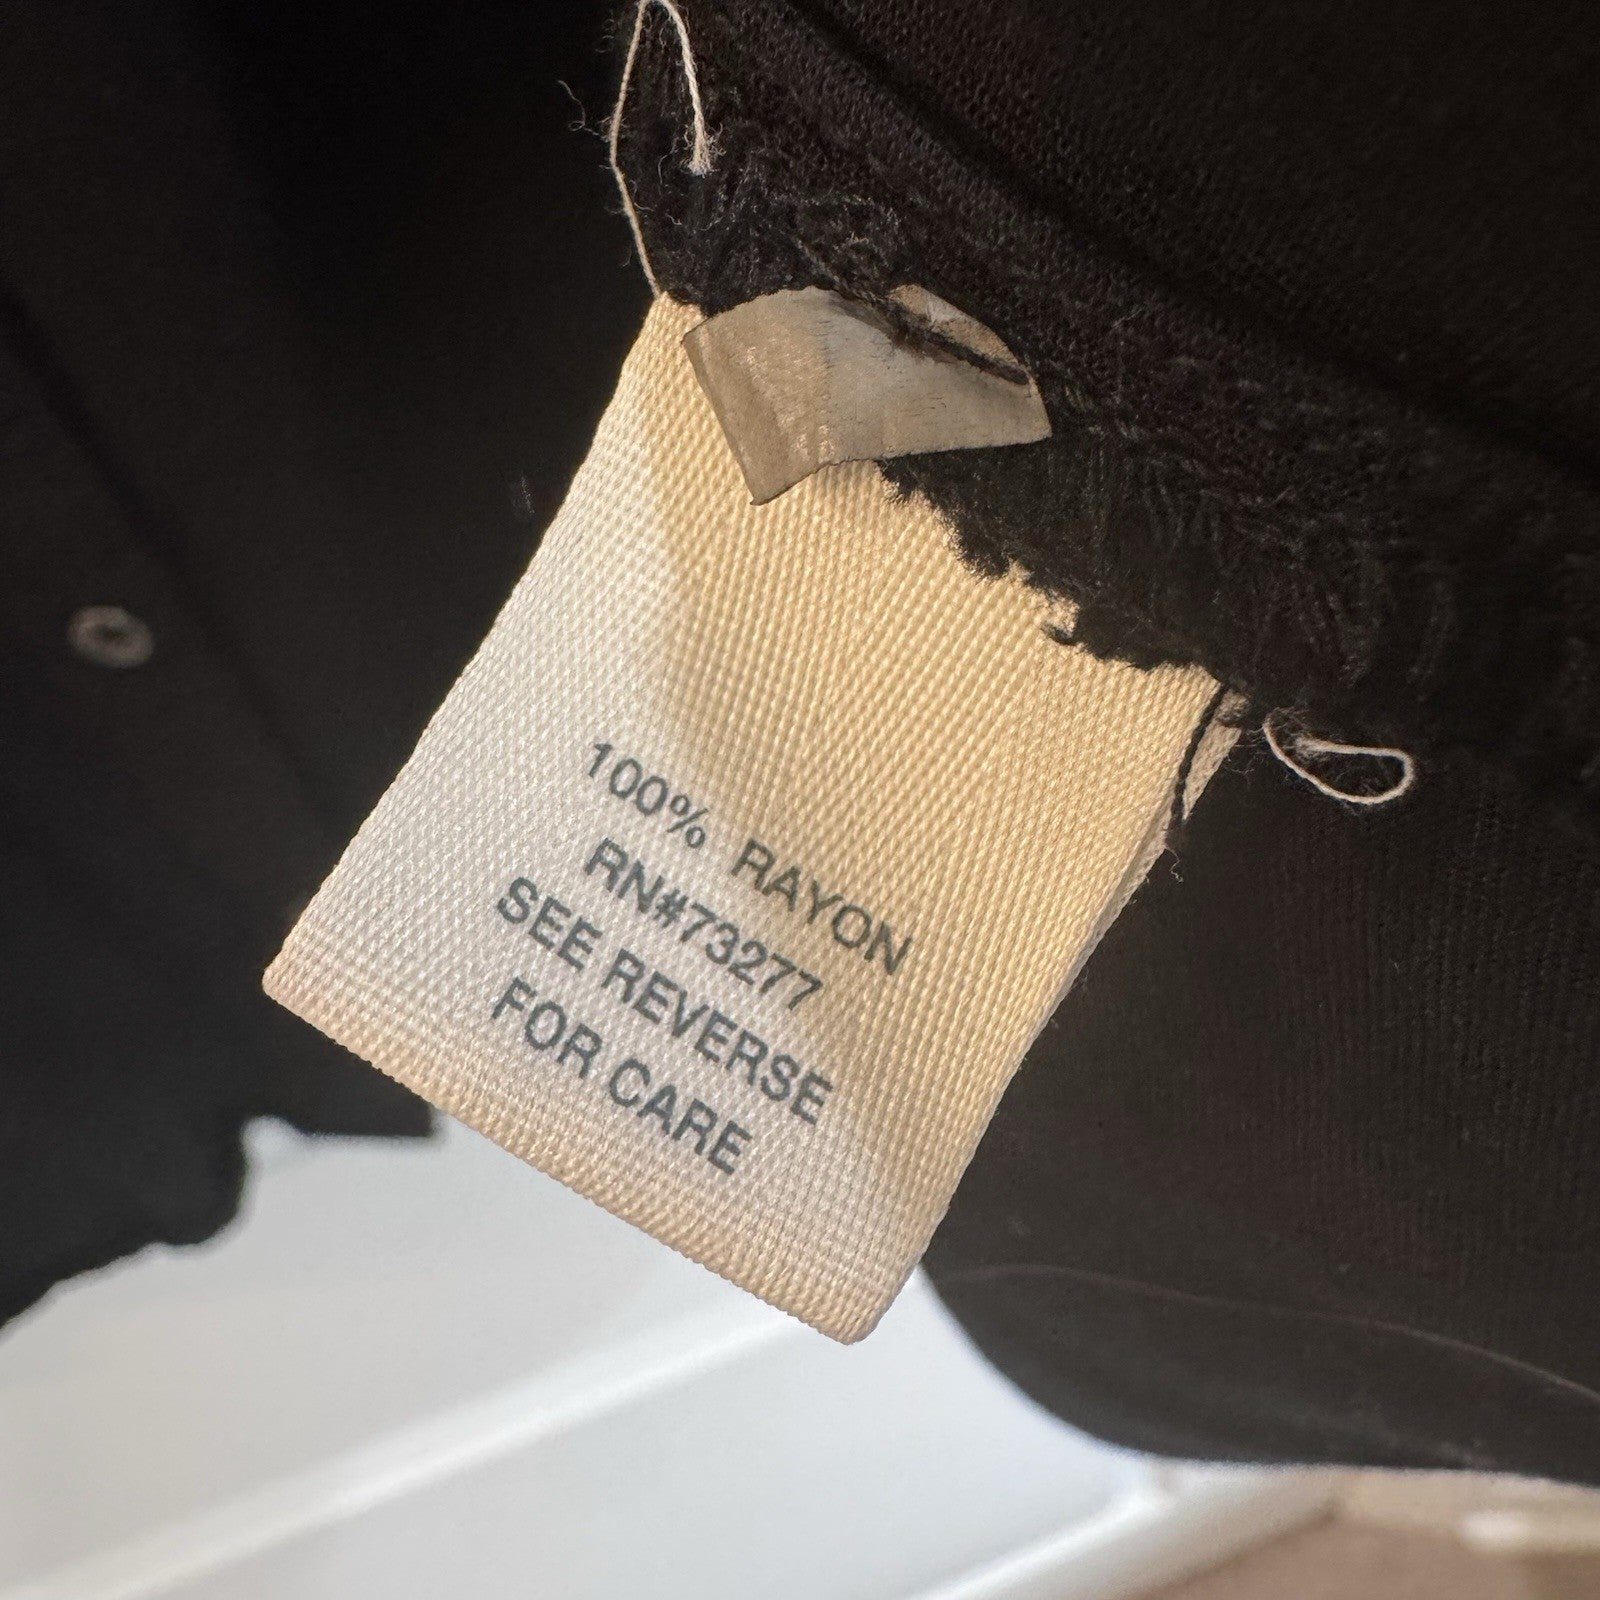 100% RAYON
RN#73277
SEE REVERSE
FOR CARE